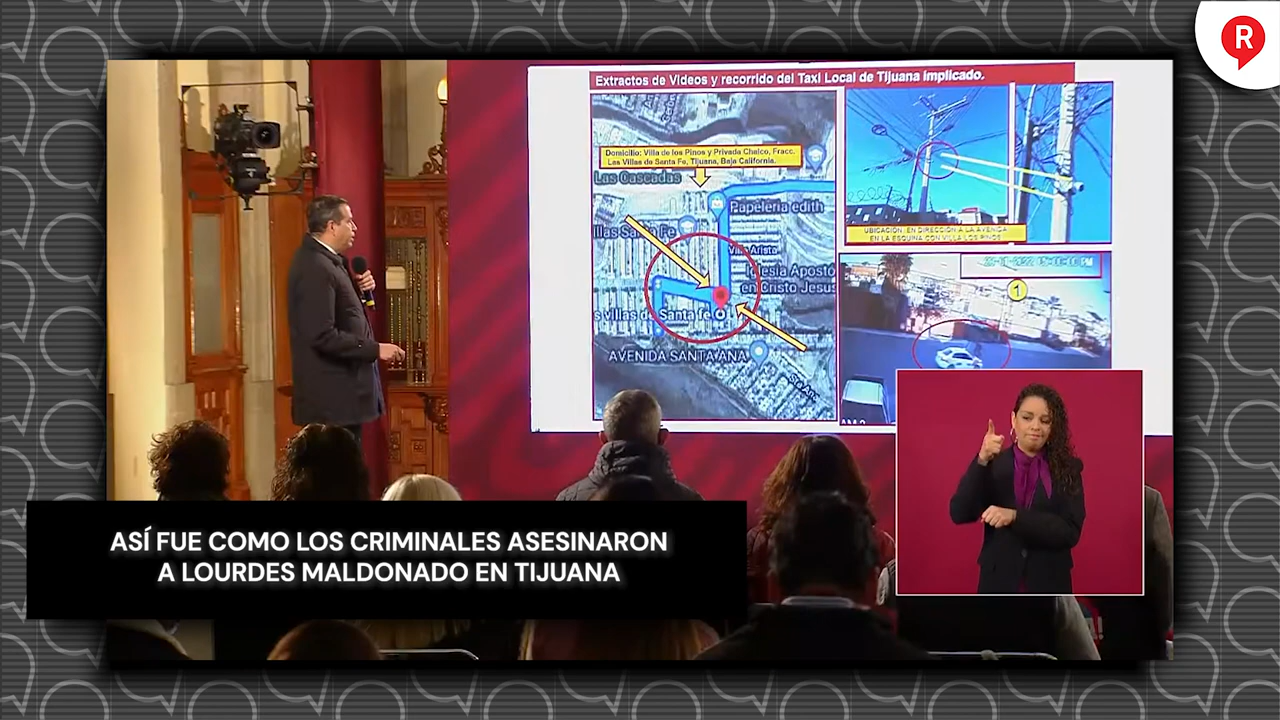 R
Extractos de Videos y recorrido del Taxi Local de Tijuana implicado.
Domicilio: Villa de los Pinos y Privada Chalco, Fracc.
Las Villas de Santa Fe, Tijuana, Baja California.
Las Cascadas
Papelería edith
illas Santa Fe
Villa Aristo
Iglesia Apostó
en Cristo Jesus
s villas de Santa fe
AVENIDA SANTA ANA
UBICACIÓN: EN DIRECCIÓN A LA AVENIDA
EN LA ESQUINA CON VILLA LOS PINOS
1
ASÍ FUE COMO LOS CRIMINALES ASESINARON
A LOURDES MALDONADO EN TIJUANA